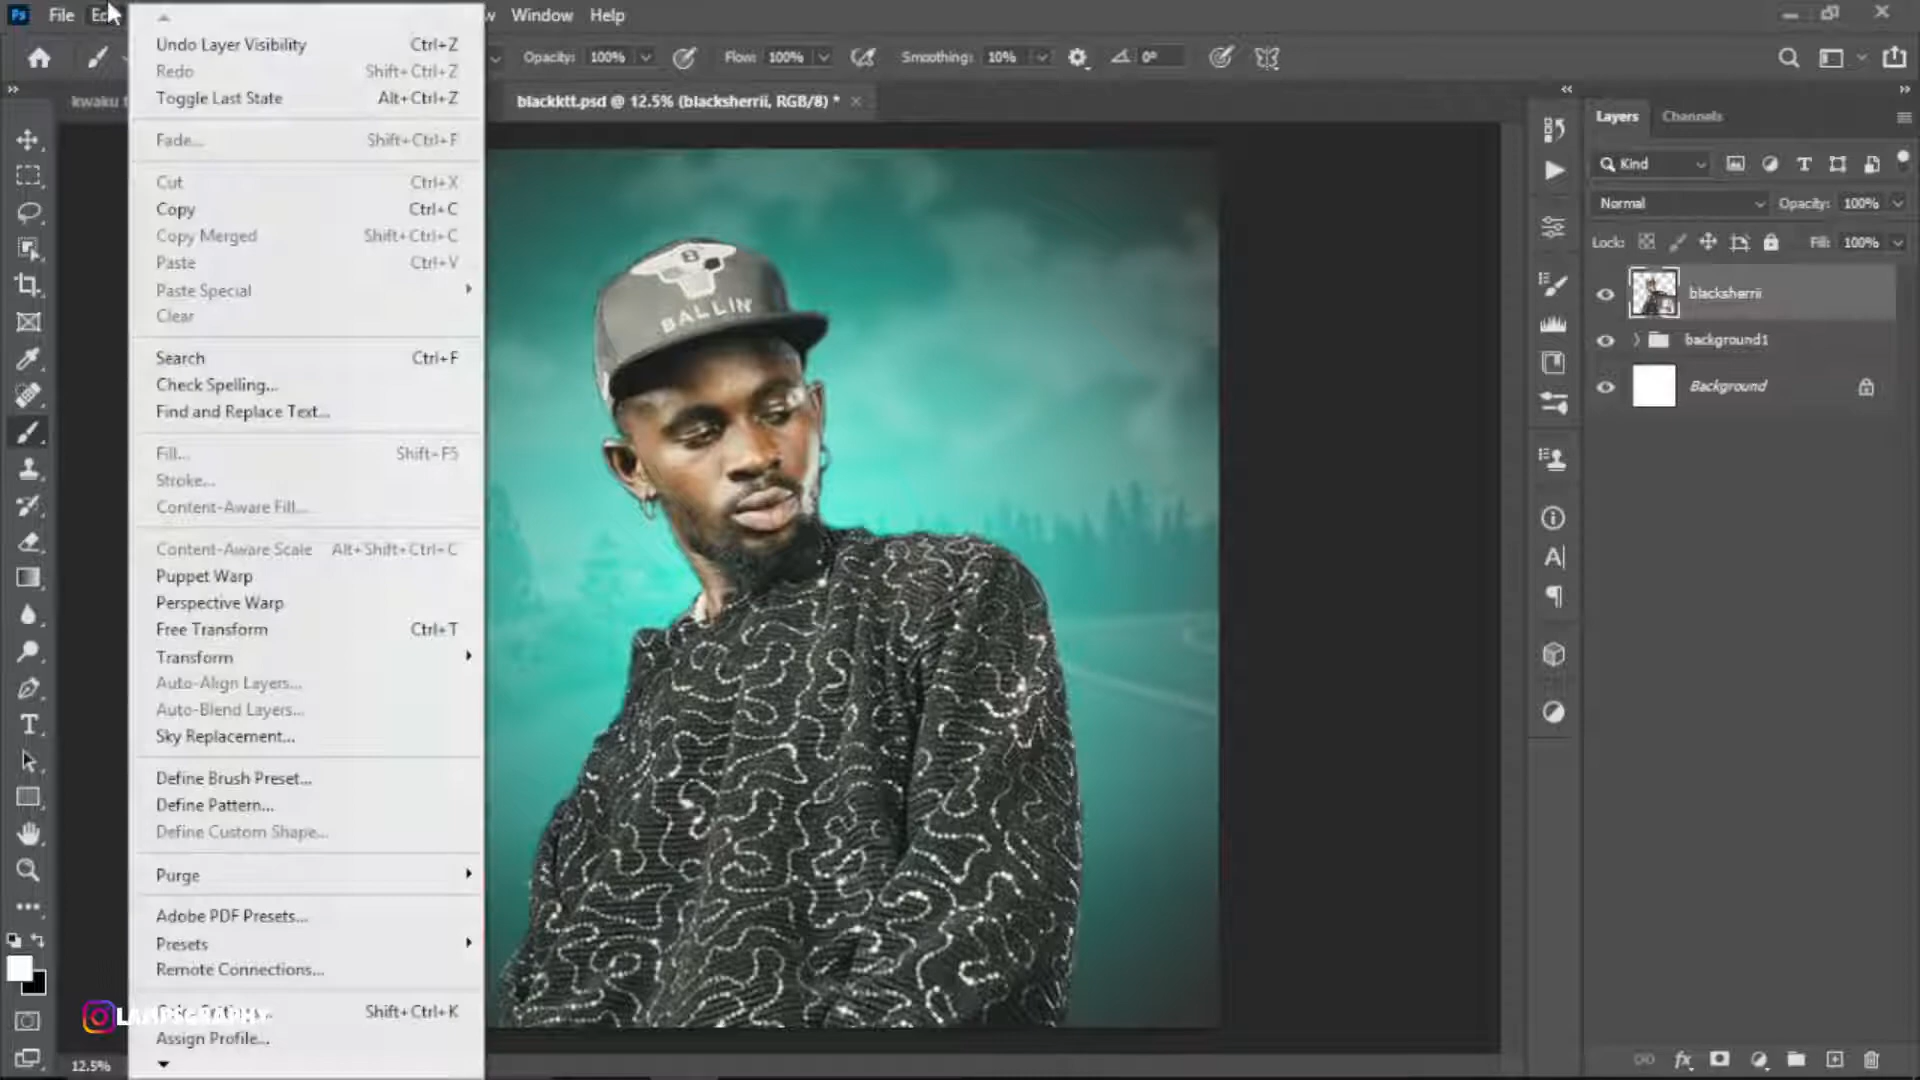 Ps File Window Help
Opacity: 100% Flow: 100% Smoothing: 10% 0°
blackktt.psd @ 12.5% (blacksherrii, RGB/8) *
Undo Layer Visibility Ctrl+Z
Redo Shift+Ctrl+Z
Toggle Last State Alt+Ctrl+Z
Fade... Shift+Ctrl+F
Cut Ctrl+X
Copy Ctrl+C
Copy Merged Shift+Ctrl+C
Paste Ctrl+V
Paste Special
Clear
Search Ctrl+F
Check Spelling...
Find and Replace Text...
Fill... Shift+F5
Stroke...
Content-Aware Fill...
Content-Aware Scale Alt+Shift+Ctrl+C
Puppet Warp
Perspective Warp
Free Transform Ctrl+T
Transform
Auto-Align Layers...
Auto-Blend Layers...
Sky Replacement...
Define Brush Preset...
Define Pattern...
Define Custom Shape...
Purge
Adobe PDF Presets...
Presets
Remote Connections...
Shift+Ctrl+K
Assign Profile...
12.5%
BALLIN'
Layers Channels
Kind
Normal Opacity: 100%
Lock: Fill: 100%
blacksherrii
background1
Background